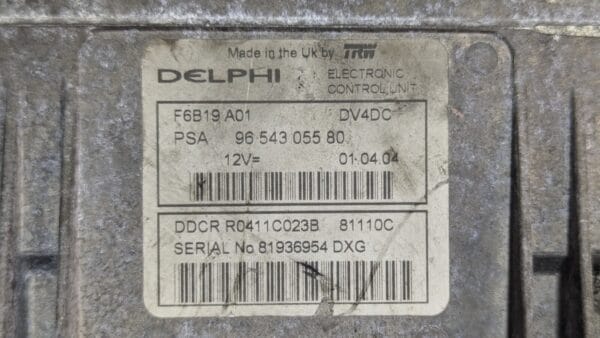 Made in the Uk by TRW
DELPHI ELECTRONIC
CONTROL UNIT
F6B19 A01 DV4DC
PSA 96 543 055 80
12V= 01.04.04
DDCR R0411C023B 81110C
SERIAL No 81936954 DXG